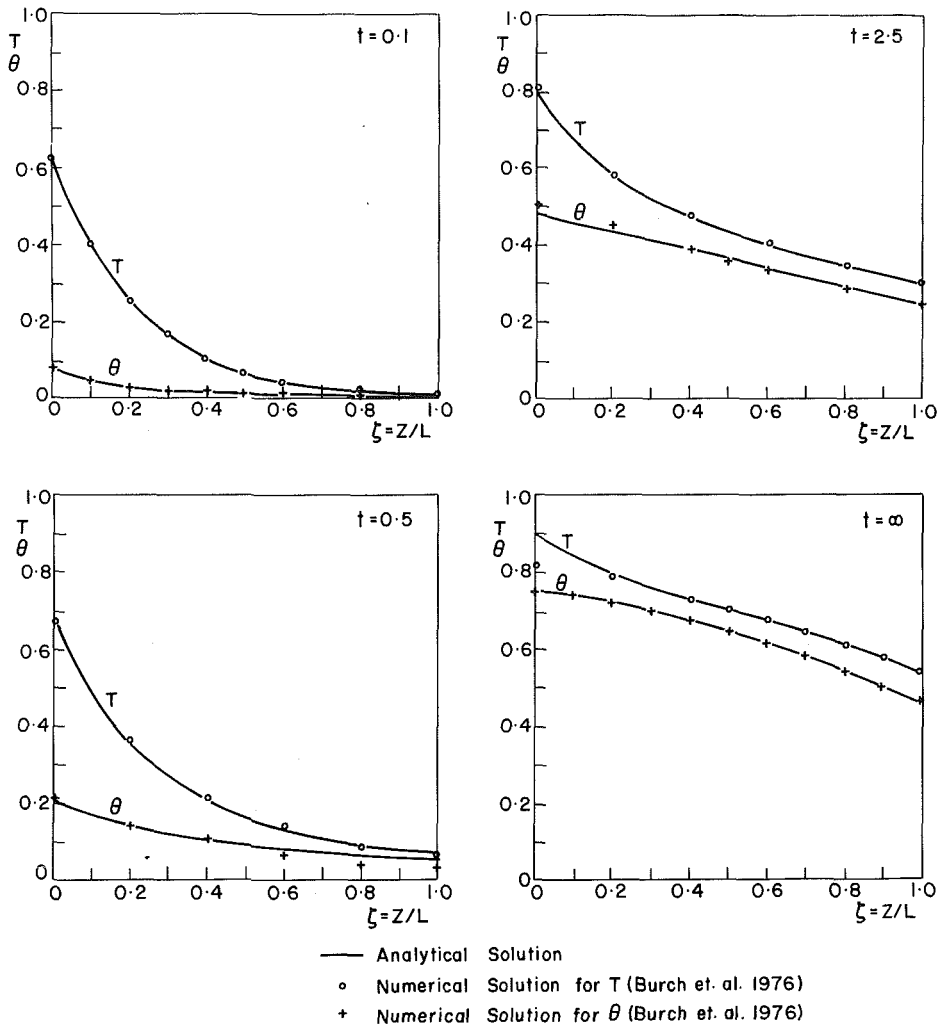 1.0
T
θ
t=0.1
0.8
0.6
0.4
T
0.2
θ
0
0 0.2 0.4 0.6 0.8 1.0
ζ=Z/L
1.0
T
θ
t=2.5
0.8
T
0.6
θ
0.4
0.2
0
0 0.2 0.4 0.6 0.8 1.0
ζ=Z/L
1.0
T
θ
t=0.5
0.8
0.6
T
0.4
0.2
θ
0
0 0.2 0.4 0.6 0.8 1.0
ζ=Z/L
1.0
T
θ
t=∞
T
0.8
θ
0.6
0.4
0.2
0
0 0.2 0.4 0.6 0.8 1.0
ζ=Z/L
— Analytical Solution
o Numerical Solution for T (Burch et. al. 1976)
+ Numerical Solution for θ (Burch et. al. 1976)